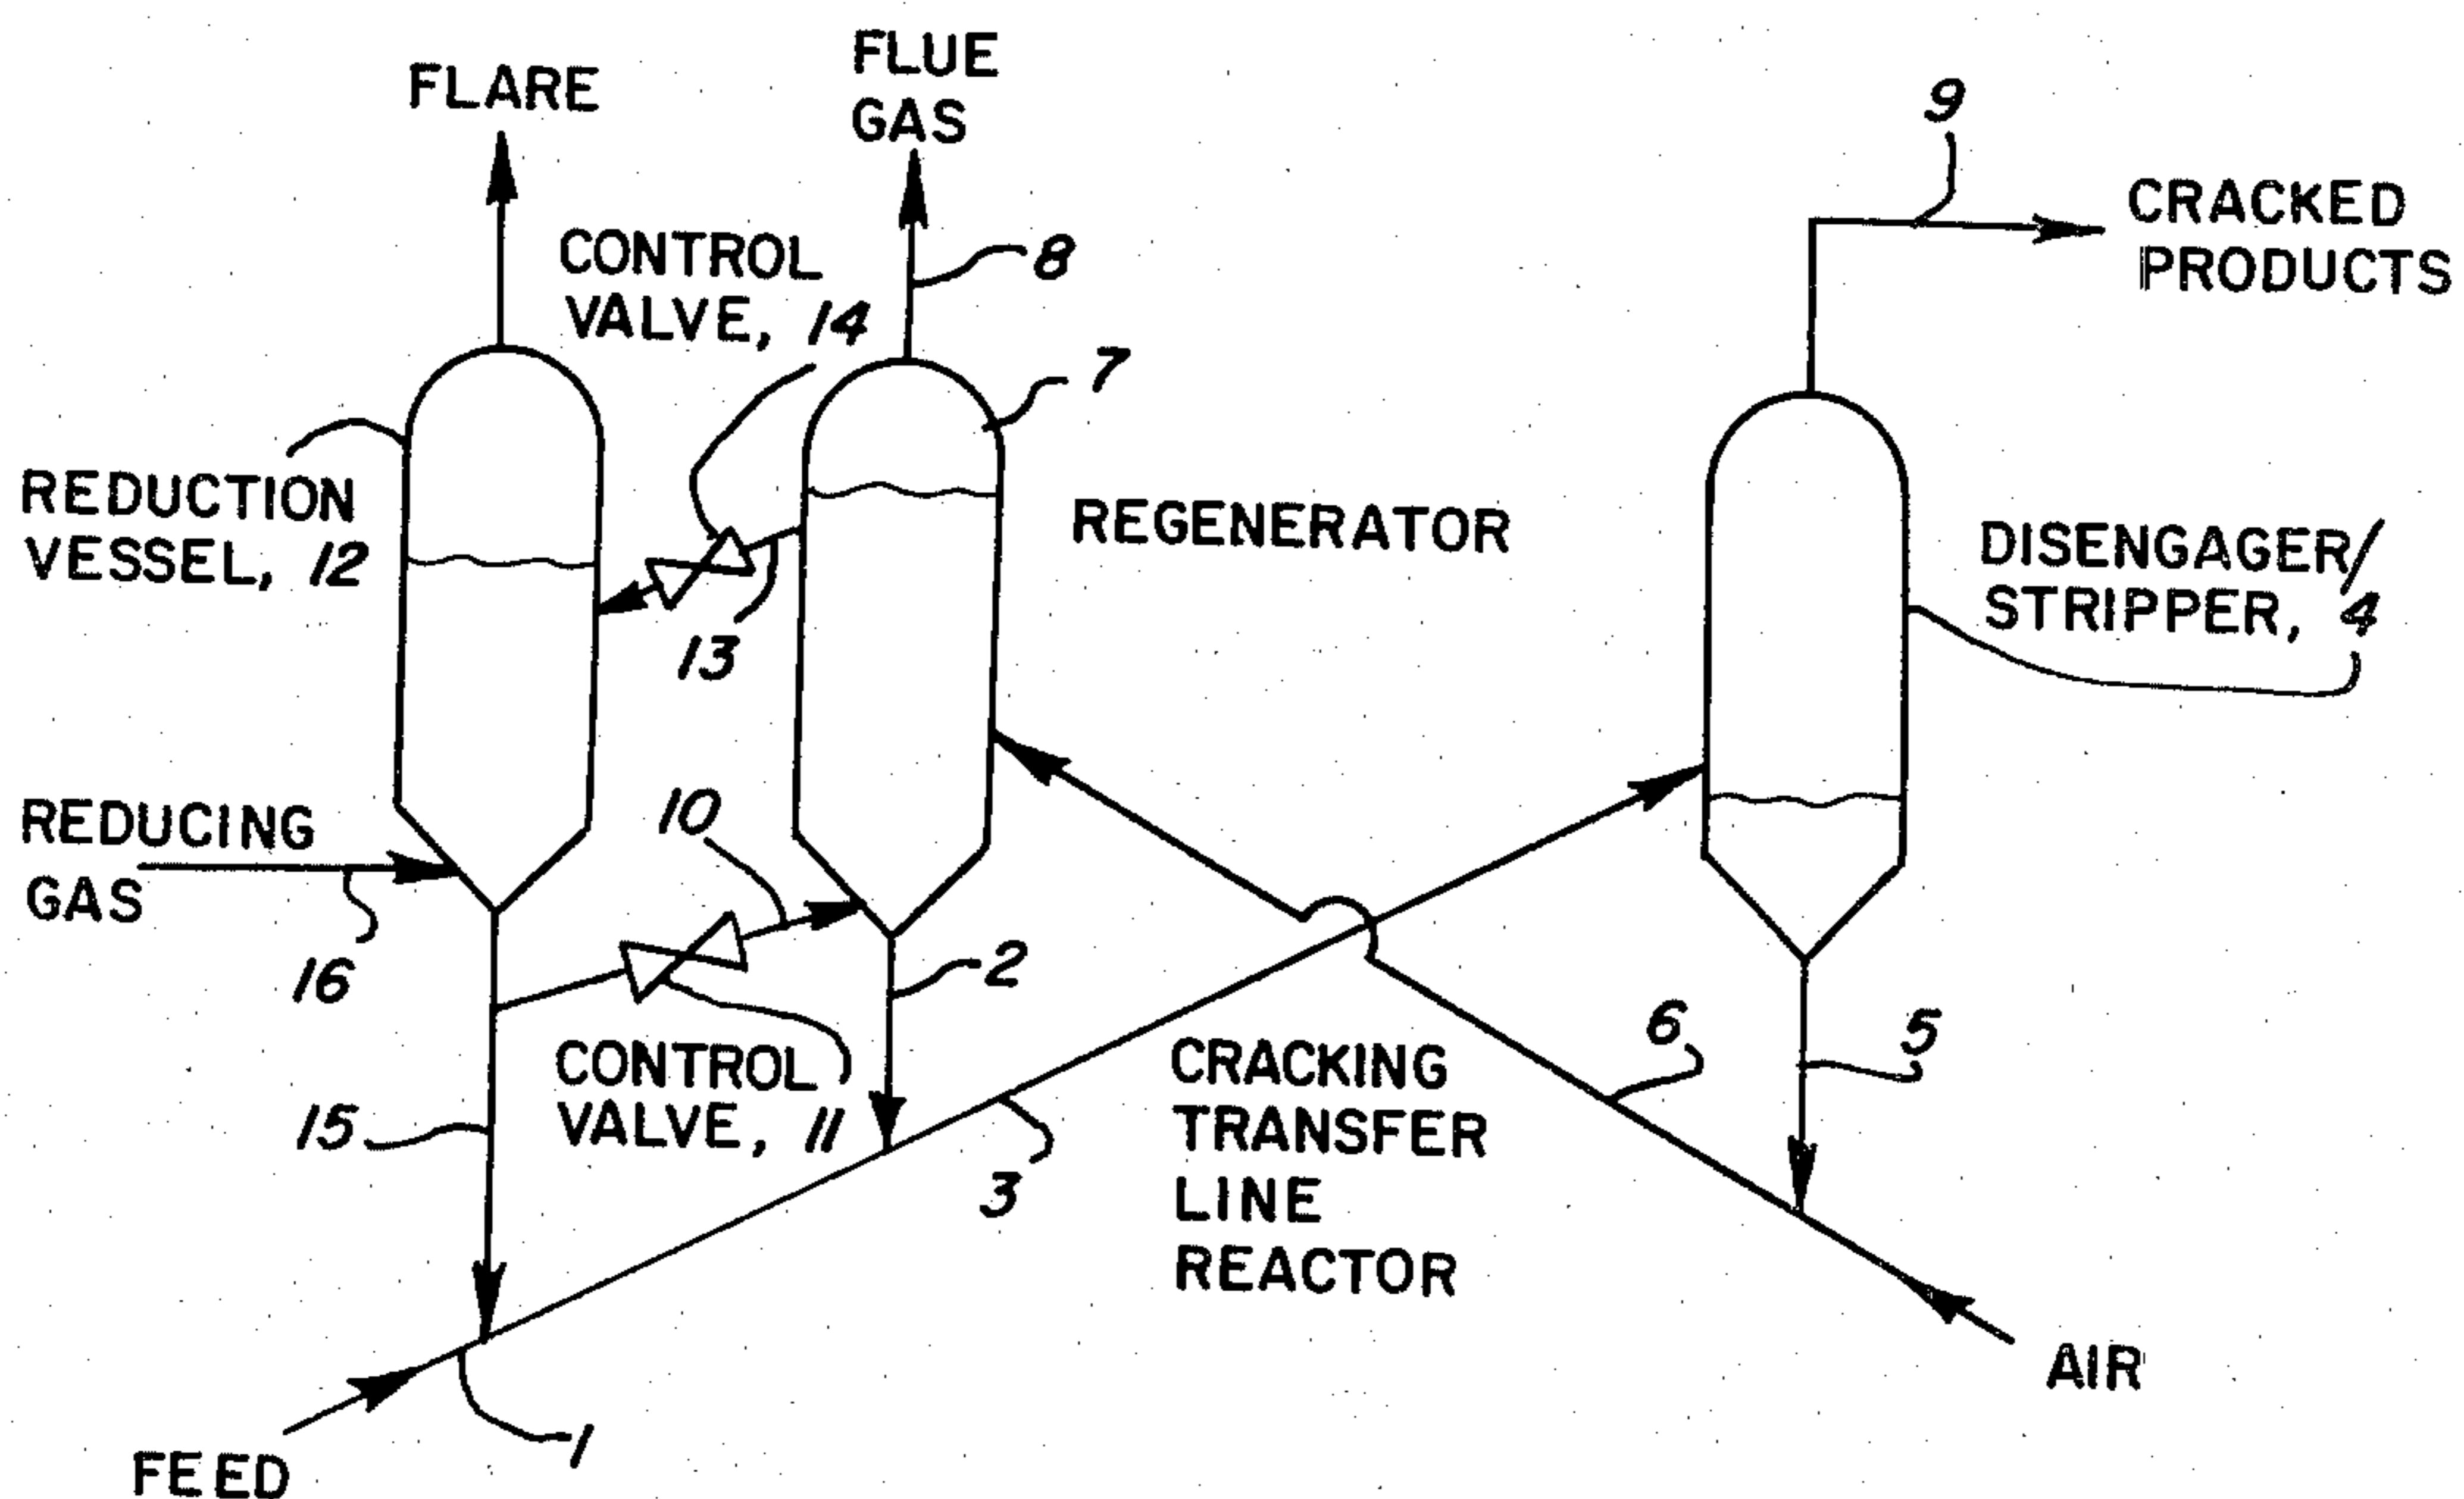 FLARE
FLUE
GAS
9
CRACKED
PRODUCTS
CONTROL
VALVE, 14
8
7
REDUCTION
VESSEL, 12
REGENERATOR
DISENGAGER/
STRIPPER, 4
13
REDUCING
GAS
16
10
2
CONTROL
VALVE, 11
15
3
CRACKING
TRANSFER
LINE
REACTOR
6
5
AIR
1
FEED